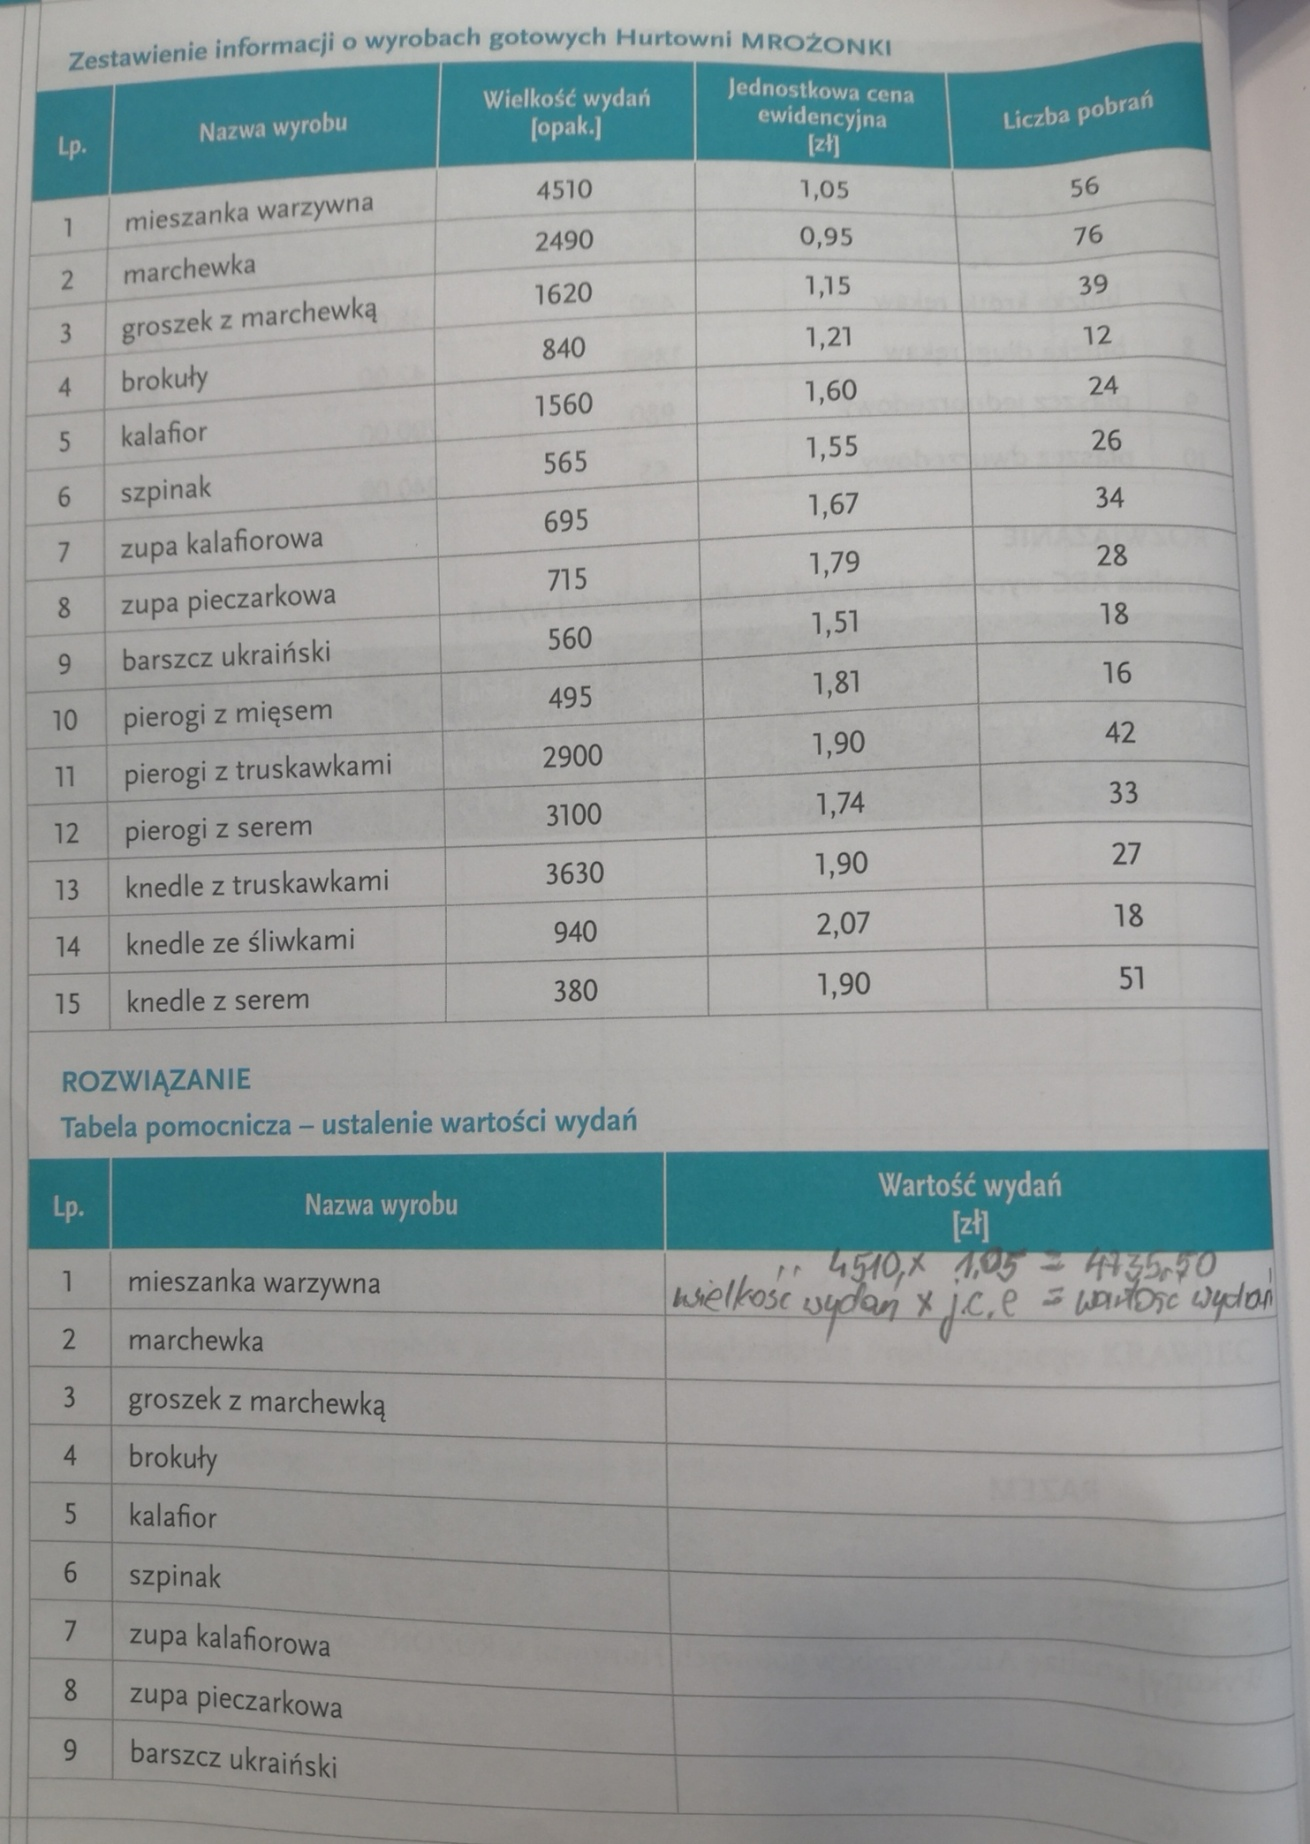 Zestawienie informacji o wyrobach gotowych Hurtowni MROŻONKI
Lp. Nazwa wyrobu Wielkość wydań [opak.] Jednostkowa cena ewidencyjna [zł] Liczba pobrań
1 mieszanka warzywna 4510 1,05 56
2 marchewka 2490 0,95 76
3 groszek z marchewką 1620 1,15 39
4 brokuły 840 1,21 12
5 kalafior 1560 1,60 24
6 szpinak 565 1,55 26
7 zupa kalafiorowa 695 1,67 34
8 zupa pieczarkowa 715 1,79 28
9 barszcz ukraiński 560 1,51 18
10 pierogi z mięsem 495 1,81 16
11 pierogi z truskawkami 2900 1,90 42
12 pierogi z serem 3100 1,74 33
13 knedle z truskawkami 3630 1,90 27
14 knedle ze śliwkami 940 2,07 18
15 knedle z serem 380 1,90 51
ROZWIĄZANIE
Tabela pomocnicza – ustalenie wartości wydań
Lp. Nazwa wyrobu Wartość wydań [zł]
4510 x 1,05 = 4735,50
1 mieszanka warzywna wielkość wydań x j.c.e = wartość wydań
2 marchewka
3 groszek z marchewką
4 brokuły
5 kalafior
6 szpinak
7 zupa kalafiorowa
8 zupa pieczarkowa
9 barszcz ukraiński